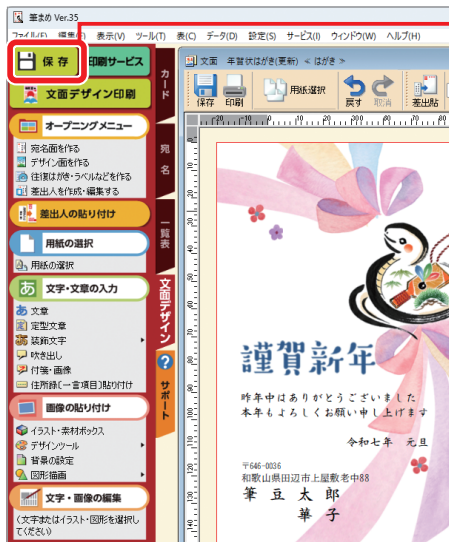 筆まめ Ver.35
ファイル(F) 編集(E) 表示(V) ツール(T) 表(C) データ(D) 設定(S) サービス(I) ウィンドウ(W) ヘルプ(H)
保存
印刷サービス
文面デザイン印刷
オープニングメニュー
宛名面を作る
デザイン面を作る
往復はがき・ラベルなどを作る
差出人を作成・編集する
差出人の貼り付け
用紙の選択
用紙の選択
あ 文字・文章の入力
あ 文章
定型文章
装飾文字
吹き出し
付箋・画像
住所録(一言項目)貼り付け
画像の貼り付け
イラスト・素材ボックス
デザインツール
背景の設定
図形描画
文字・画像の編集
(文字またはイラスト・図形を選択し
てください)
カード
宛名
一覧表
文面デザイン
? サポート
文面 年賀状はがき(更新) < はがき >
保存 印刷 用紙選択 戻す 取消 差出貼
謹賀新年
昨年中はありがとうございました
本年もよろしくお願い申し上げます
令和七年 元旦
〒646-0036
和歌山県田辺市上屋敷老中88
筆豆太郎
華子